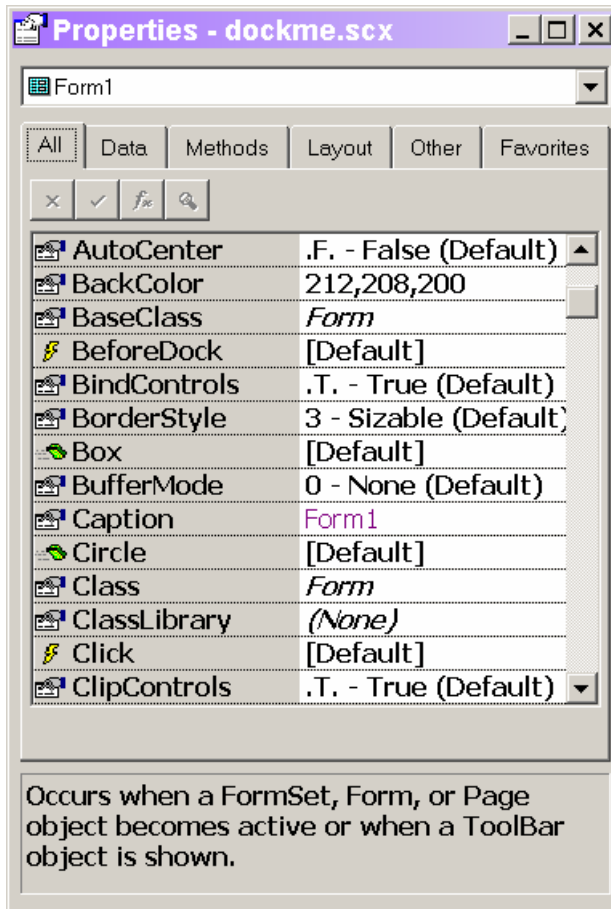 Properties - dockme.scx
Form1
All Data Methods Layout Other Favorites
fx
AutoCenter .F. - False (Default)
BackColor 212,208,200
BaseClass Form
BeforeDock [Default]
BindControls .T. - True (Default)
BorderStyle 3 - Sizable (Default)
Box [Default]
BufferMode 0 - None (Default)
Caption Form1
Circle [Default]
Class Form
ClassLibrary (None)
Click [Default]
ClipControls .T. - True (Default)
Occurs when a FormSet, Form, or Page
object becomes active or when a ToolBar
object is shown.